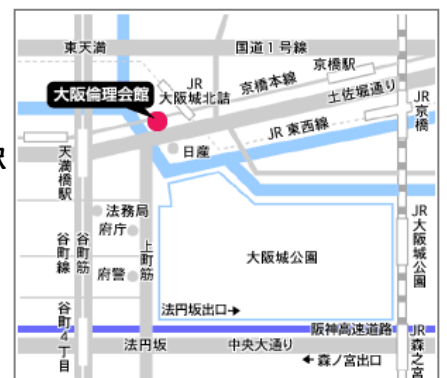 東天満
国道1号線
京橋駅
JR
大阪城北詰
京橋本線
大阪倫理会館
土佐堀通り
JR
京橋
JR 東西線
日産
駅
天満橋駅
法務局
府庁
谷町線
谷町筋
上町筋
府警
大阪城公園
JR
大阪城公園
法円坂出口→
阪神高速道路
谷町4丁目
法円坂
中央大通り
JR
森之宮
←森ノ宮出口